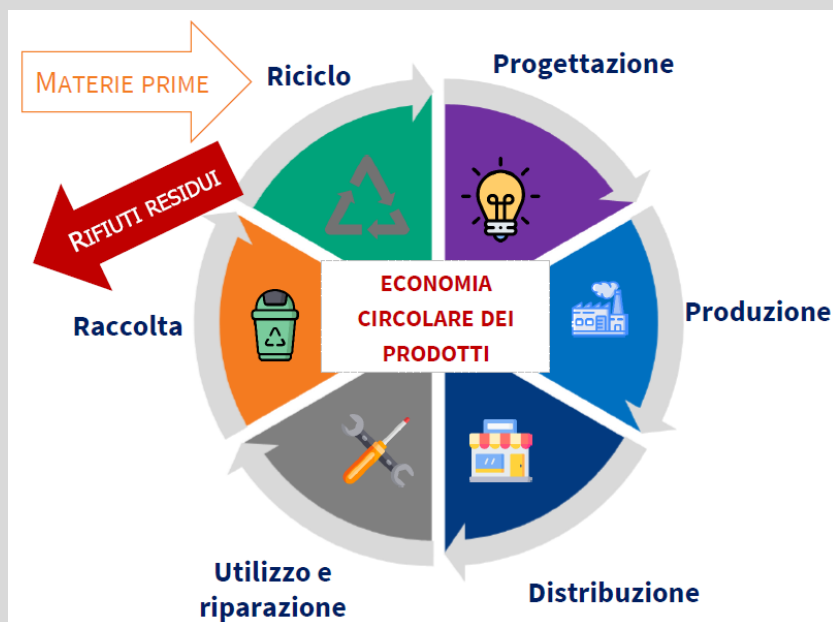 MATERIE PRIME
Riciclo
Progettazione
RIFIUTI RESIDUI
ECONOMIA
CIRCOLARE DEI
PRODOTTI
Raccolta
Produzione
Utilizzo e
riparazione
Distribuzione